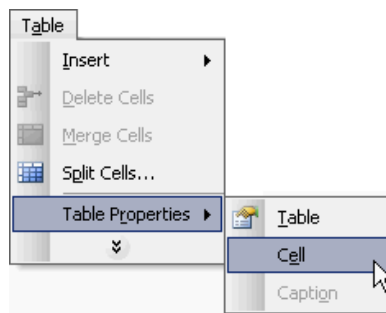 Table
Insert
Delete Cells
Merge Cells
Split Cells...
Table Properties
Table
Cell
Caption